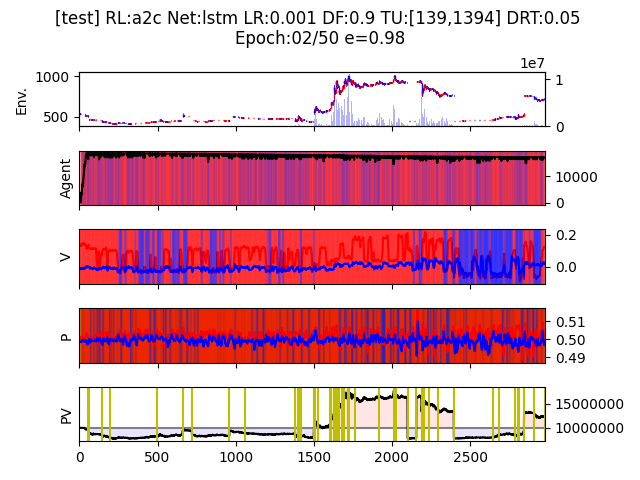 [test] RL:a2c Net:lstm LR:0.001 DF:0.9 TU:[139,1394] DRT:0.05
Epoch:02/50 e=0.98
1e7
Env.
1000
500
1
0
Agent
10000
0
V
0.2
0.0
P
0.51
0.50
0.49
PV
15000000
10000000
0 500 1000 1500 2000 2500